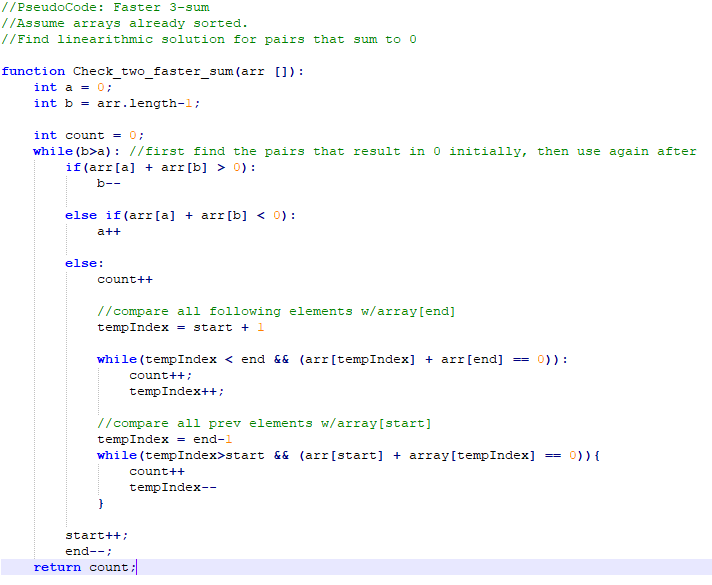 //PseudoCode: Faster 3-sum
//Assume arrays already sorted.
//Find linearithmic solution for pairs that sum to 0

function Check_two_faster_sum(arr []):
    int a = 0;
    int b = arr.length-1;

    int count = 0;
    while(b>a): //first find the pairs that result in 0 initially, then use again after
        if(arr[a] + arr[b] > 0):
            b--

        else if(arr[a] + arr[b] < 0):
            a++

        else:
            count++

            //compare all following elements w/array[end]
            tempIndex = start + 1

            while(tempIndex < end && (arr[tempIndex] + arr[end] == 0)):
                count++;
                tempIndex++;

            //compare all prev elements w/array[start]
            tempIndex = end-1
            while(tempIndex>start && (arr[start] + array[tempIndex] == 0)){
                count++
                tempIndex--
            }

        start++;
        end--;
    return count;